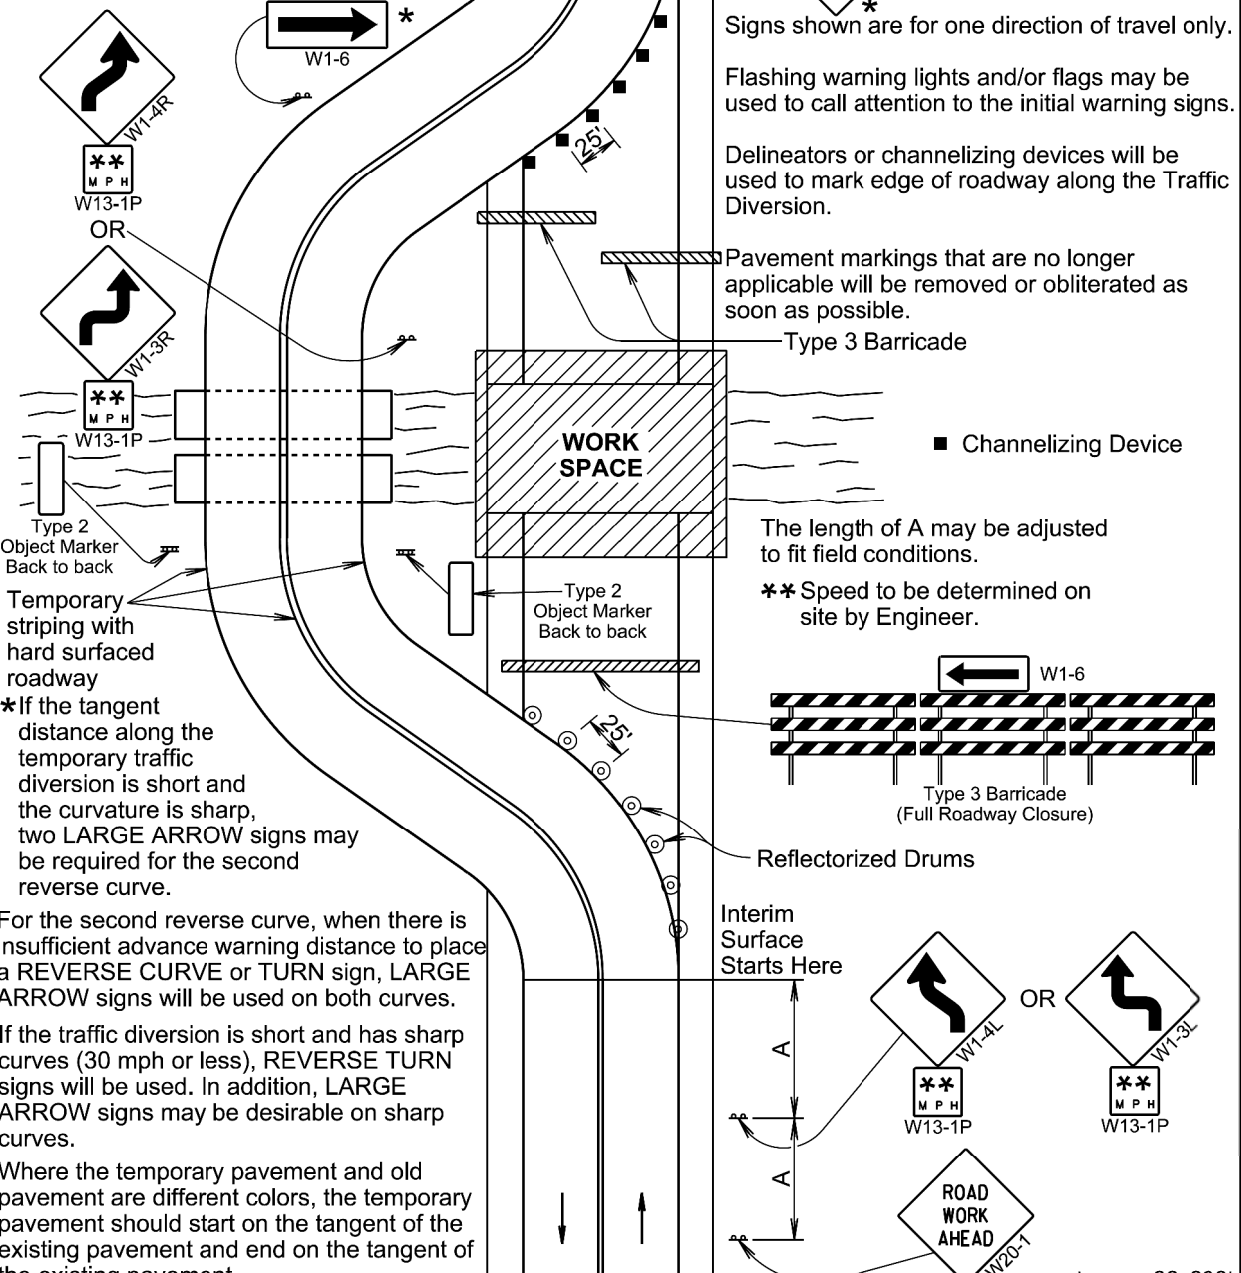 *
W1-6
W1-4R
**
M P H
W13-1P
OR
W1-3R
**
M P H
W13-1P
Type 2
Object Marker
Back to back
Temporary
striping with
hard surfaced
roadway
*If the tangent
distance along the
temporary traffic
diversion is short and
the curvature is sharp,
two LARGE ARROW signs may
be required for the second
reverse curve.
For the second reverse curve, when there is
insufficient advance warning distance to place
a REVERSE CURVE or TURN sign, LARGE
ARROW signs will be used on both curves.
If the traffic diversion is short and has sharp
curves (30 mph or less), REVERSE TURN
signs will be used. In addition, LARGE
ARROW signs may be desirable on sharp
curves.
Where the temporary pavement and old
pavement are different colors, the temporary
pavement should start on the tangent of the
existing pavement and end on the tangent of
the existing pavement
25'
WORK
SPACE
Type 2
Object Marker
Back to back
25'
*
Signs shown are for one direction of travel only.
Flashing warning lights and/or flags may be
used to call attention to the initial warning signs.
Delineators or channelizing devices will be
used to mark edge of roadway along the Traffic
Diversion.
Pavement markings that are no longer
applicable will be removed or obliterated as
soon as possible.
Type 3 Barricade
Channelizing Device
The length of A may be adjusted
to fit field conditions.
** Speed to be determined on
site by Engineer.
W1-6
Type 3 Barricade
(Full Roadway Closure)
Reflectorized Drums
Interim
Surface
Starts Here
A
A
W1-4L
**
M P H
W13-1P
OR
W1-3L
**
M P H
W13-1P
ROAD
WORK
AHEAD
W20-1